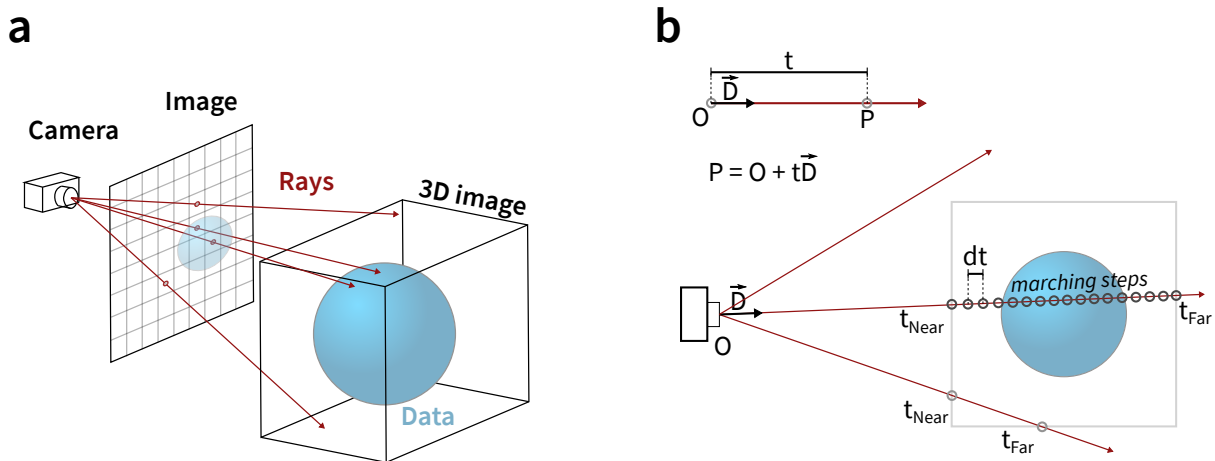 a
Camera
Image
Rays
3D image
Data
b
t
D
O
P
P = O + tD
dt
marching steps
D
O
tNear
tFar
tNear
tFar